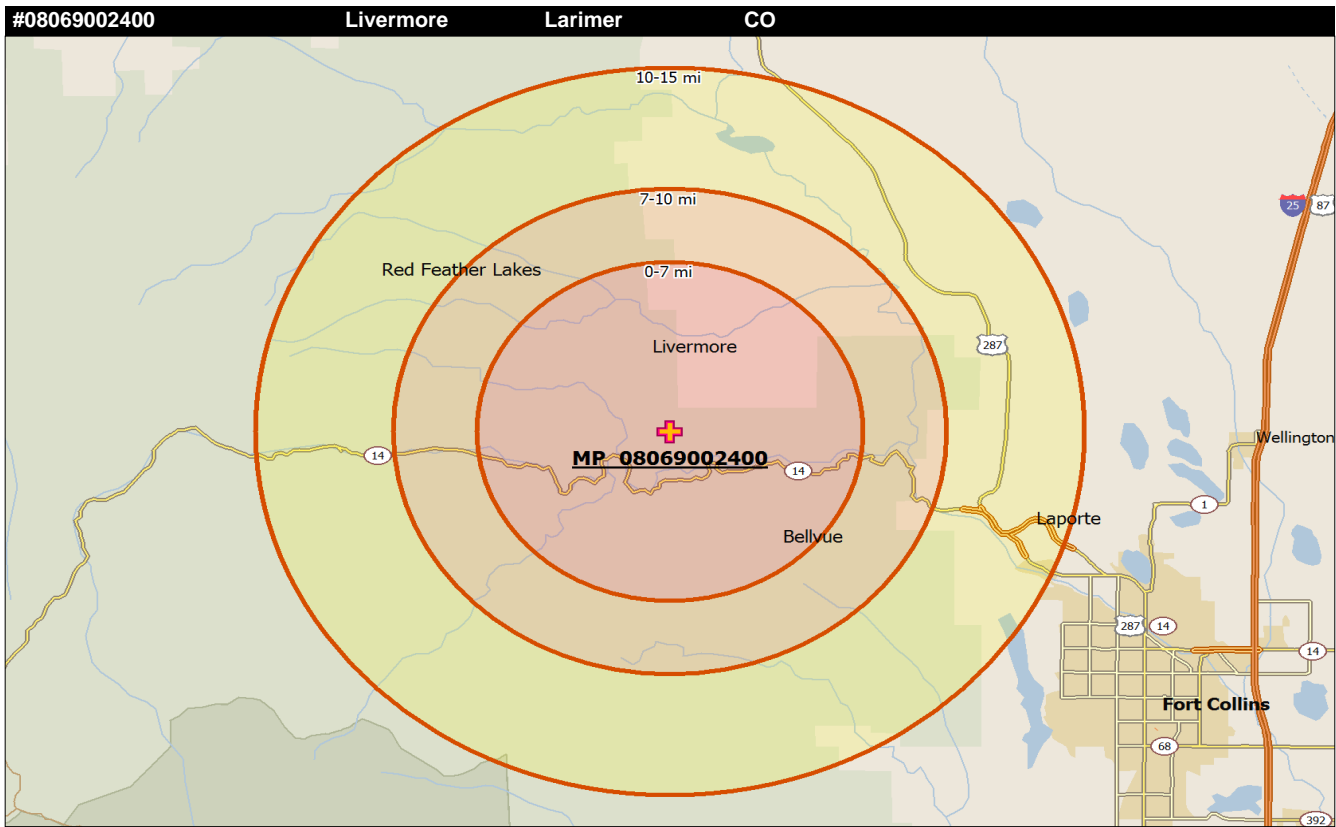 #08069002400 Livermore Larimer CO
10-15 mi
7-10 mi
25 87
Red Feather Lakes
0-7 mi
287
Livermore
Wellington
14
MP 08069002400
14
1
Laporte
Bellvue
287 14
14
Fort Collins
68
392